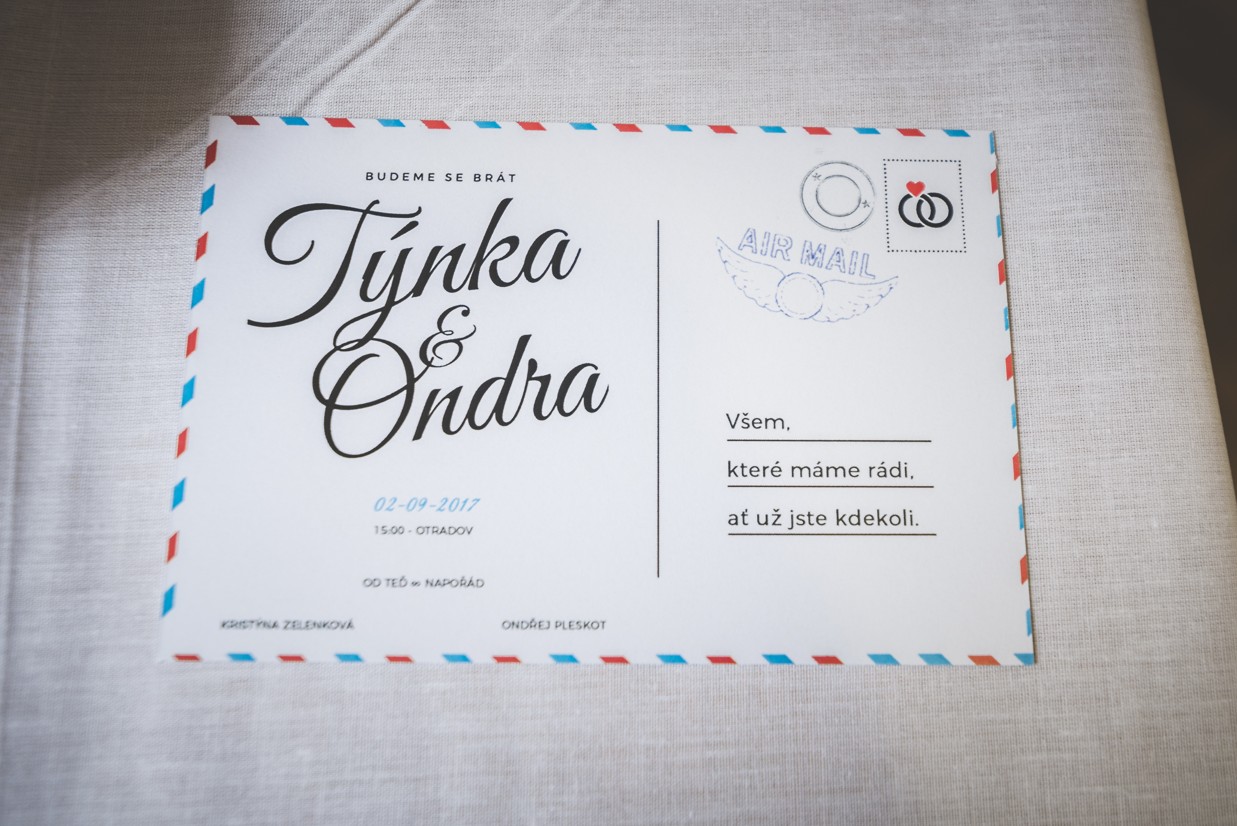 BUDEME SE BRÁT
Týnka
&
Ondra
02-09-2017
15:00 - OTRADOV
OD TEĎ ∞ NAPOŘÁD
KRISTÝNA ZELENKOVÁ
ONDŘEJ PLESKOT
AIR MAIL
Všem,
které máme rádi,
ať už jste kdekoli.